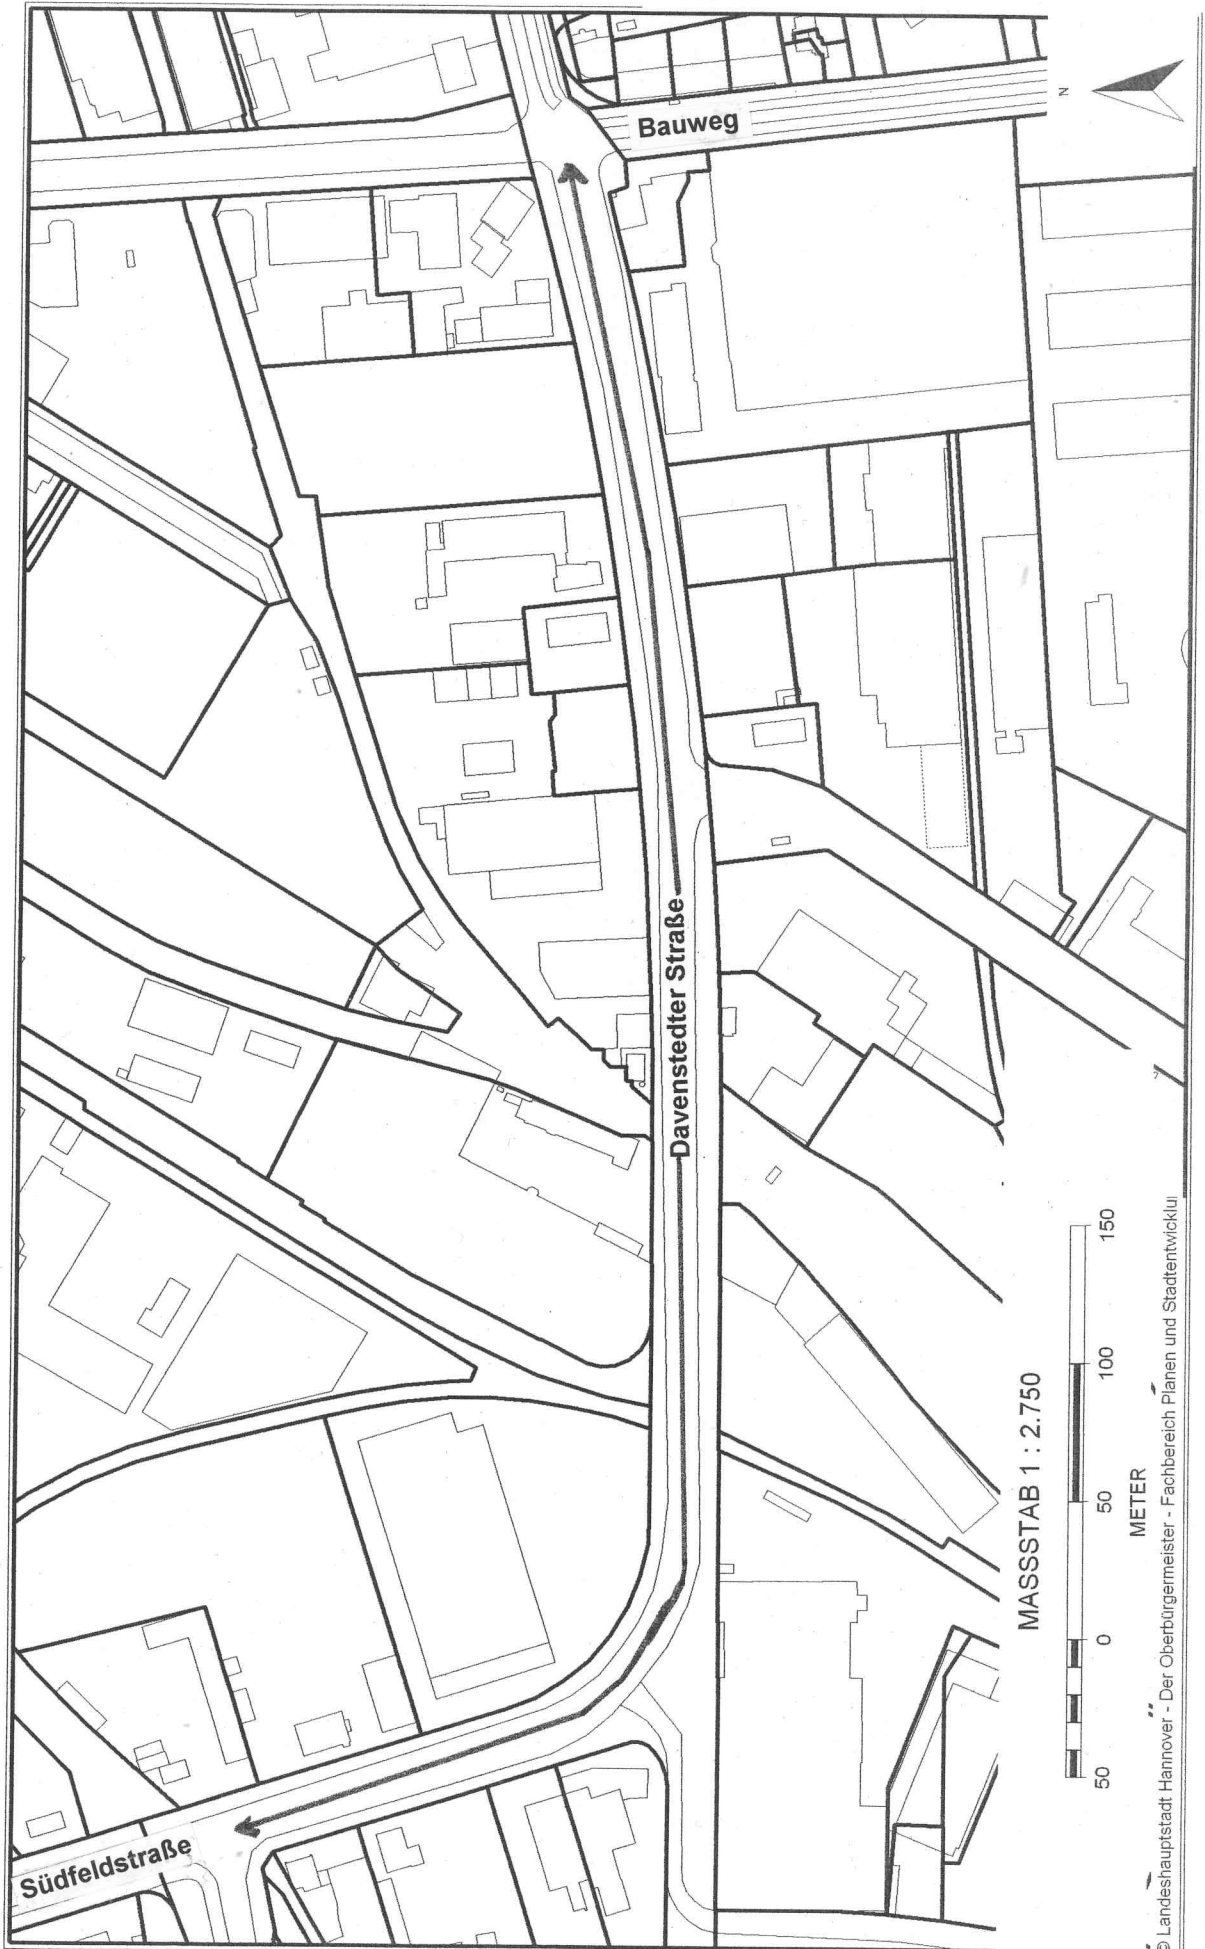 Bauweg
N
Davenstedter Straße
Südfeldstraße
MASSSTAB 1 : 2.750
50 0 50 100 150
METER
© Landeshauptstadt Hannover - Der Oberbürgermeister - Fachbereich Planen und Stadtentwicklu